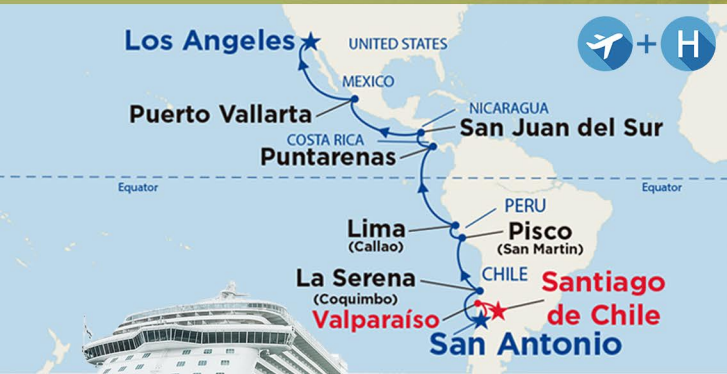 Los Angeles
UNITED STATES
+ H
MEXICO
Puerto Vallarta
NICARAGUA
San Juan del Sur
COSTA RICA
Puntarenas
Equator
Equator
PERU
Lima
(Callao)
Pisco
(San Martin)
La Serena
(Coquimbo)
CHILE
Santiago
de Chile
Valparaíso
San Antonio